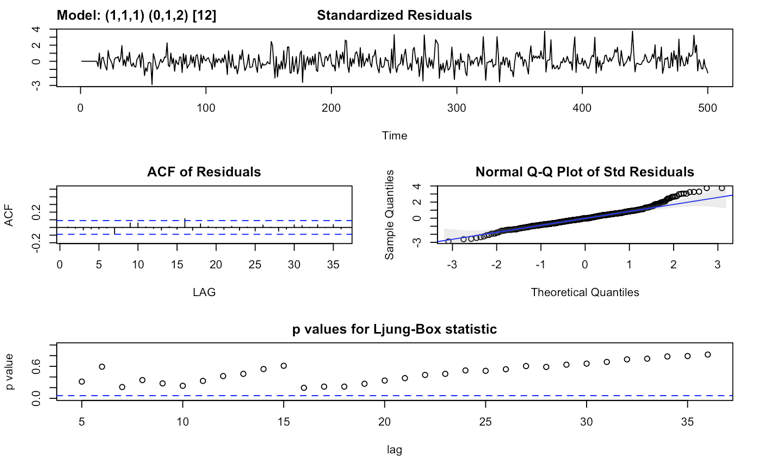 Model: (1,1,1) (0,1,2) [12] Standardized Residuals
4
2
0
-3
0 100 200 300 400 500
Time
ACF of Residuals
ACF
0.2
-0.2
0 5 10 15 20 25 30 35
LAG
Normal Q-Q Plot of Std Residuals
Sample Quantiles
4
2
0
-3
-3 -2 -1 0 1 2 3
Theoretical Quantiles
p values for Ljung-Box statistic
p value
0.6
0.0
5 10 15 20 25 30 35
lag